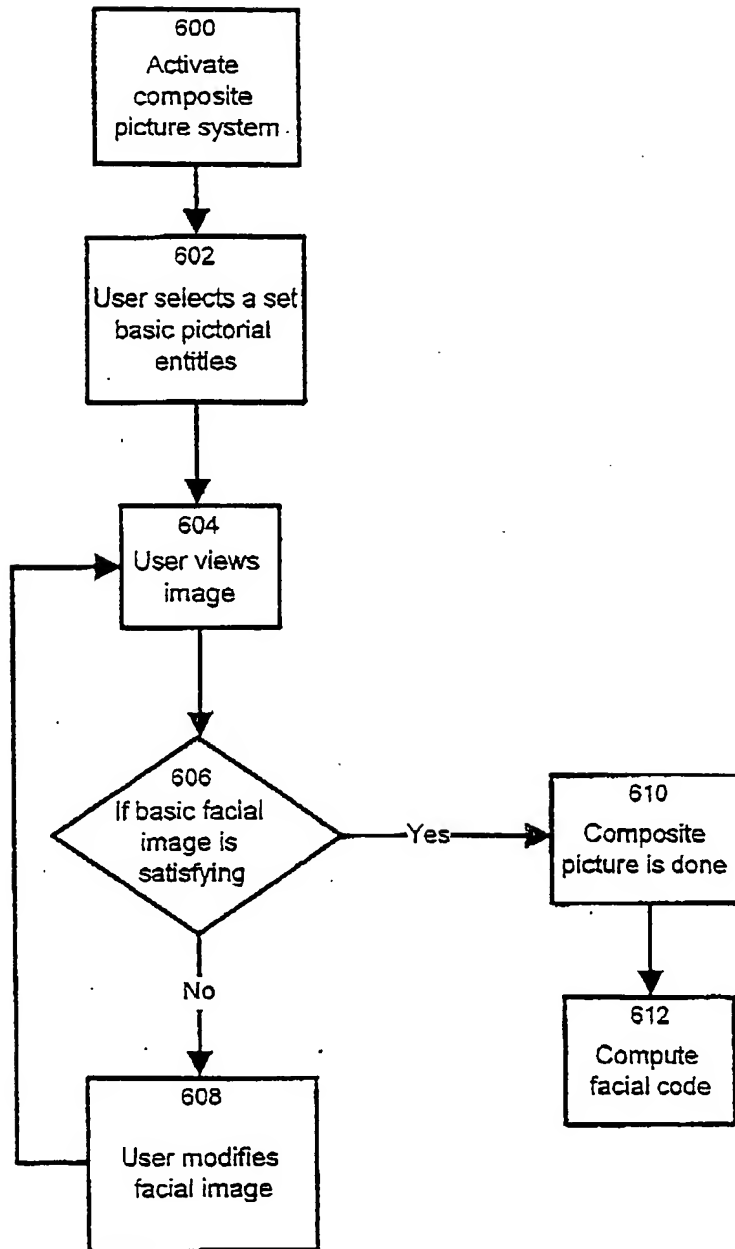 600
Activate
composite
picture system
602
User selects a set
basic pictorial
entitles
604
User views
image
606
If basic facial
image is
satisfying
Yes
610
Composite
picture is done
No
612
Compute
facial code
608
User modifies
facial image